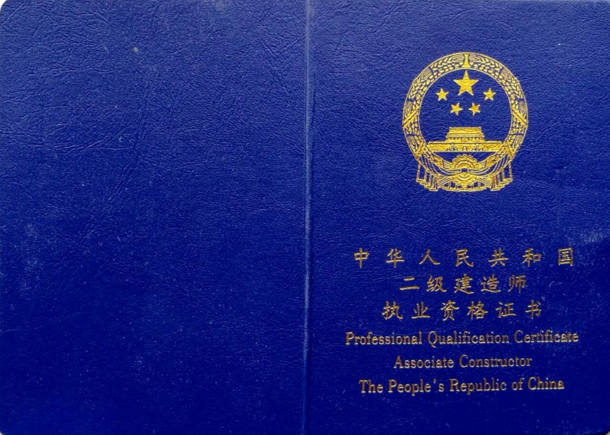 中华人民共和国
二级建造师
执业资格证书
Professional Qualification Certificate
Associate Constructor
The People's Republic of China